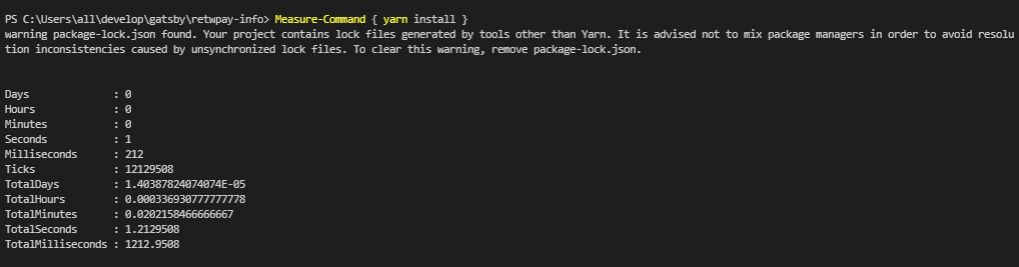 PS C:\Users\all\develop\gatsby\retwpay-info> Measure-Command { yarn install }
warning package-lock.json found. Your project contains lock files generated by tools other than Yarn. It is advised not to mix package managers in order to avoid resolu
tion inconsistencies caused by unsynchronized lock files. To clear this warning, remove package-lock.json.
Days : 0
Hours : 0
Minutes : 0
Seconds : 1
Milliseconds : 212
Ticks : 12129508
TotalDays : 1.40387824074074E-05
TotalHours : 0.000336930777777778
TotalMinutes : 0.0202158466666667
TotalSeconds : 1.2129508
TotalMilliseconds : 1212.9508